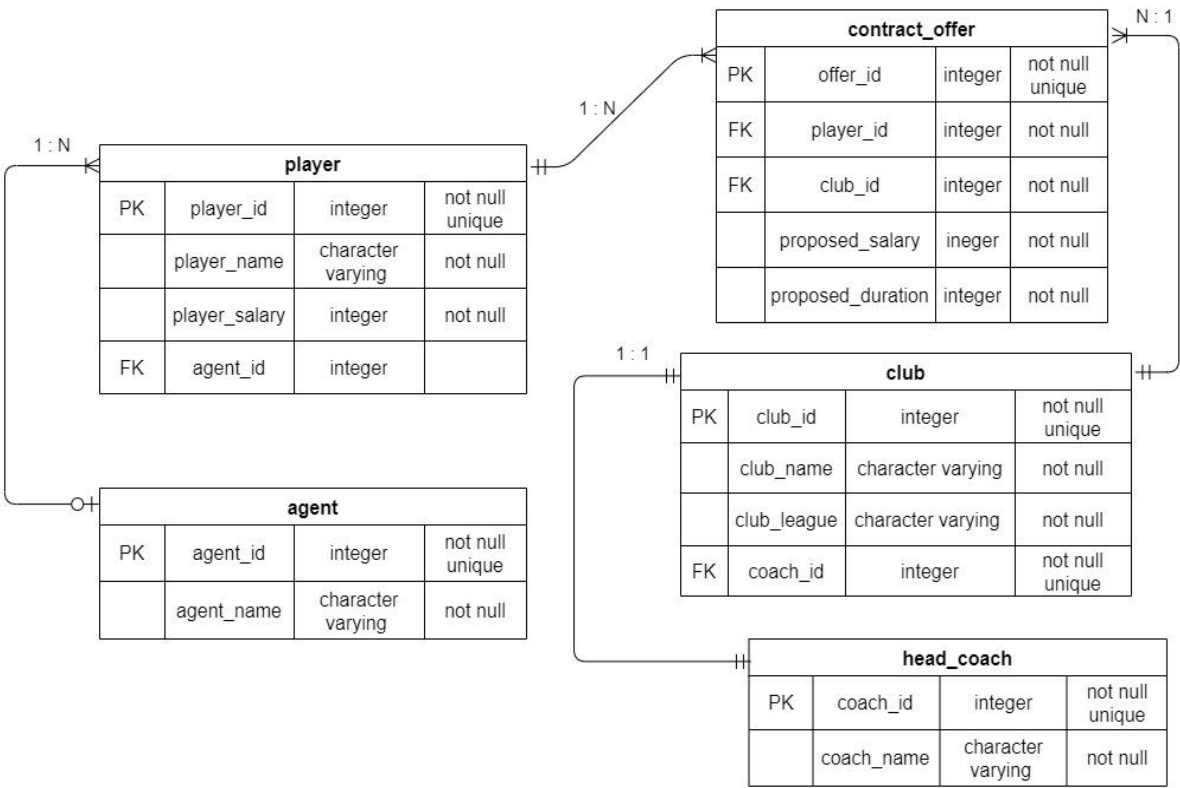 N : 1
contract_offer
PK offer_id integer not null
unique
FK player_id integer not null
FK club_id integer not null
proposed_salary ineger not null
proposed_duration integer not null
1 : N
1 : N
player
PK player_id integer not null
unique
player_name character
varying not null
player_salary integer not null
FK agent_id integer
1 : 1
club
PK club_id integer not null
unique
club_name character varying not null
club_league character varying not null
FK coach_id integer not null
unique
agent
PK agent_id integer not null
unique
agent_name character
varying not null
head_coach
PK coach_id integer not null
unique
coach_name character
varying not null